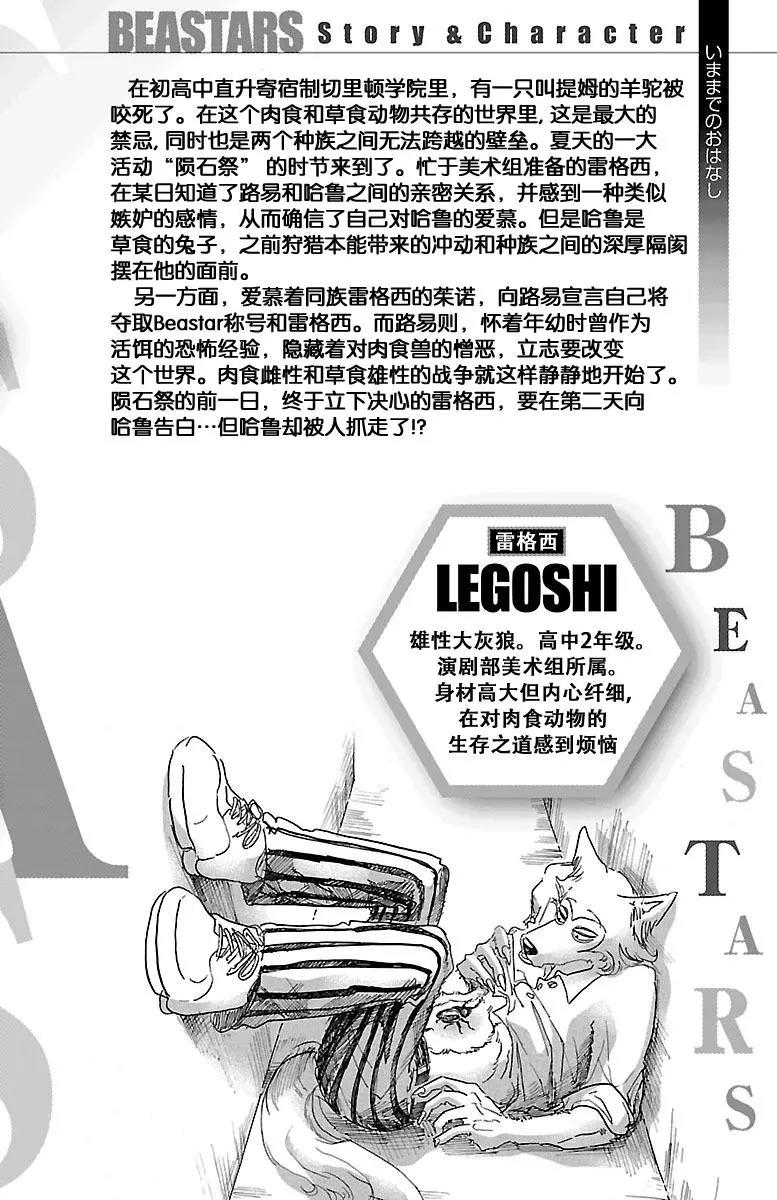 BEASTARS Story & Character
いままでのおはなし
在初高中直升寄宿制切里顿学院里，有一只叫提姆的羊驼被
咬死了。在这个肉食和草食动物共存的世界里,这是最大的
禁忌,同时也是两个种族之间无法跨越的壁垒。夏天的一大
活动“陨石祭” 的时节来到了。忙于美术组准备的雷格西，
在某日知道了路易和哈鲁之间的亲密关系，并感到一种类似
嫉妒的感情，从而确信了自己对哈鲁的爱慕。但是哈鲁是
草食的兔子，之前狩猎本能带来的冲动和种族之间的深厚隔阂
摆在他的面前。
另一方面，爱慕着同族雷格西的茱诺，向路易宣言自己将
夺取Beastar称号和雷格西。而路易则，怀着年幼时曾作为
活饵的恐怖经验，隐藏着对肉食兽的憎恶，立志要改变
这个世界。肉食雌性和草食雄性的战争就这样静静地开始了。
陨石祭的前一日，终于立下决心的雷格西，要在第二天向
哈鲁告白…但哈鲁却被人抓走了!?
雷格西
LEGOSHI
雄性大灰狼。高中2年级。
演剧部美术组所属。
身材高大但内心纤细,
在对肉食动物的
生存之道感到烦恼
BEASTARS